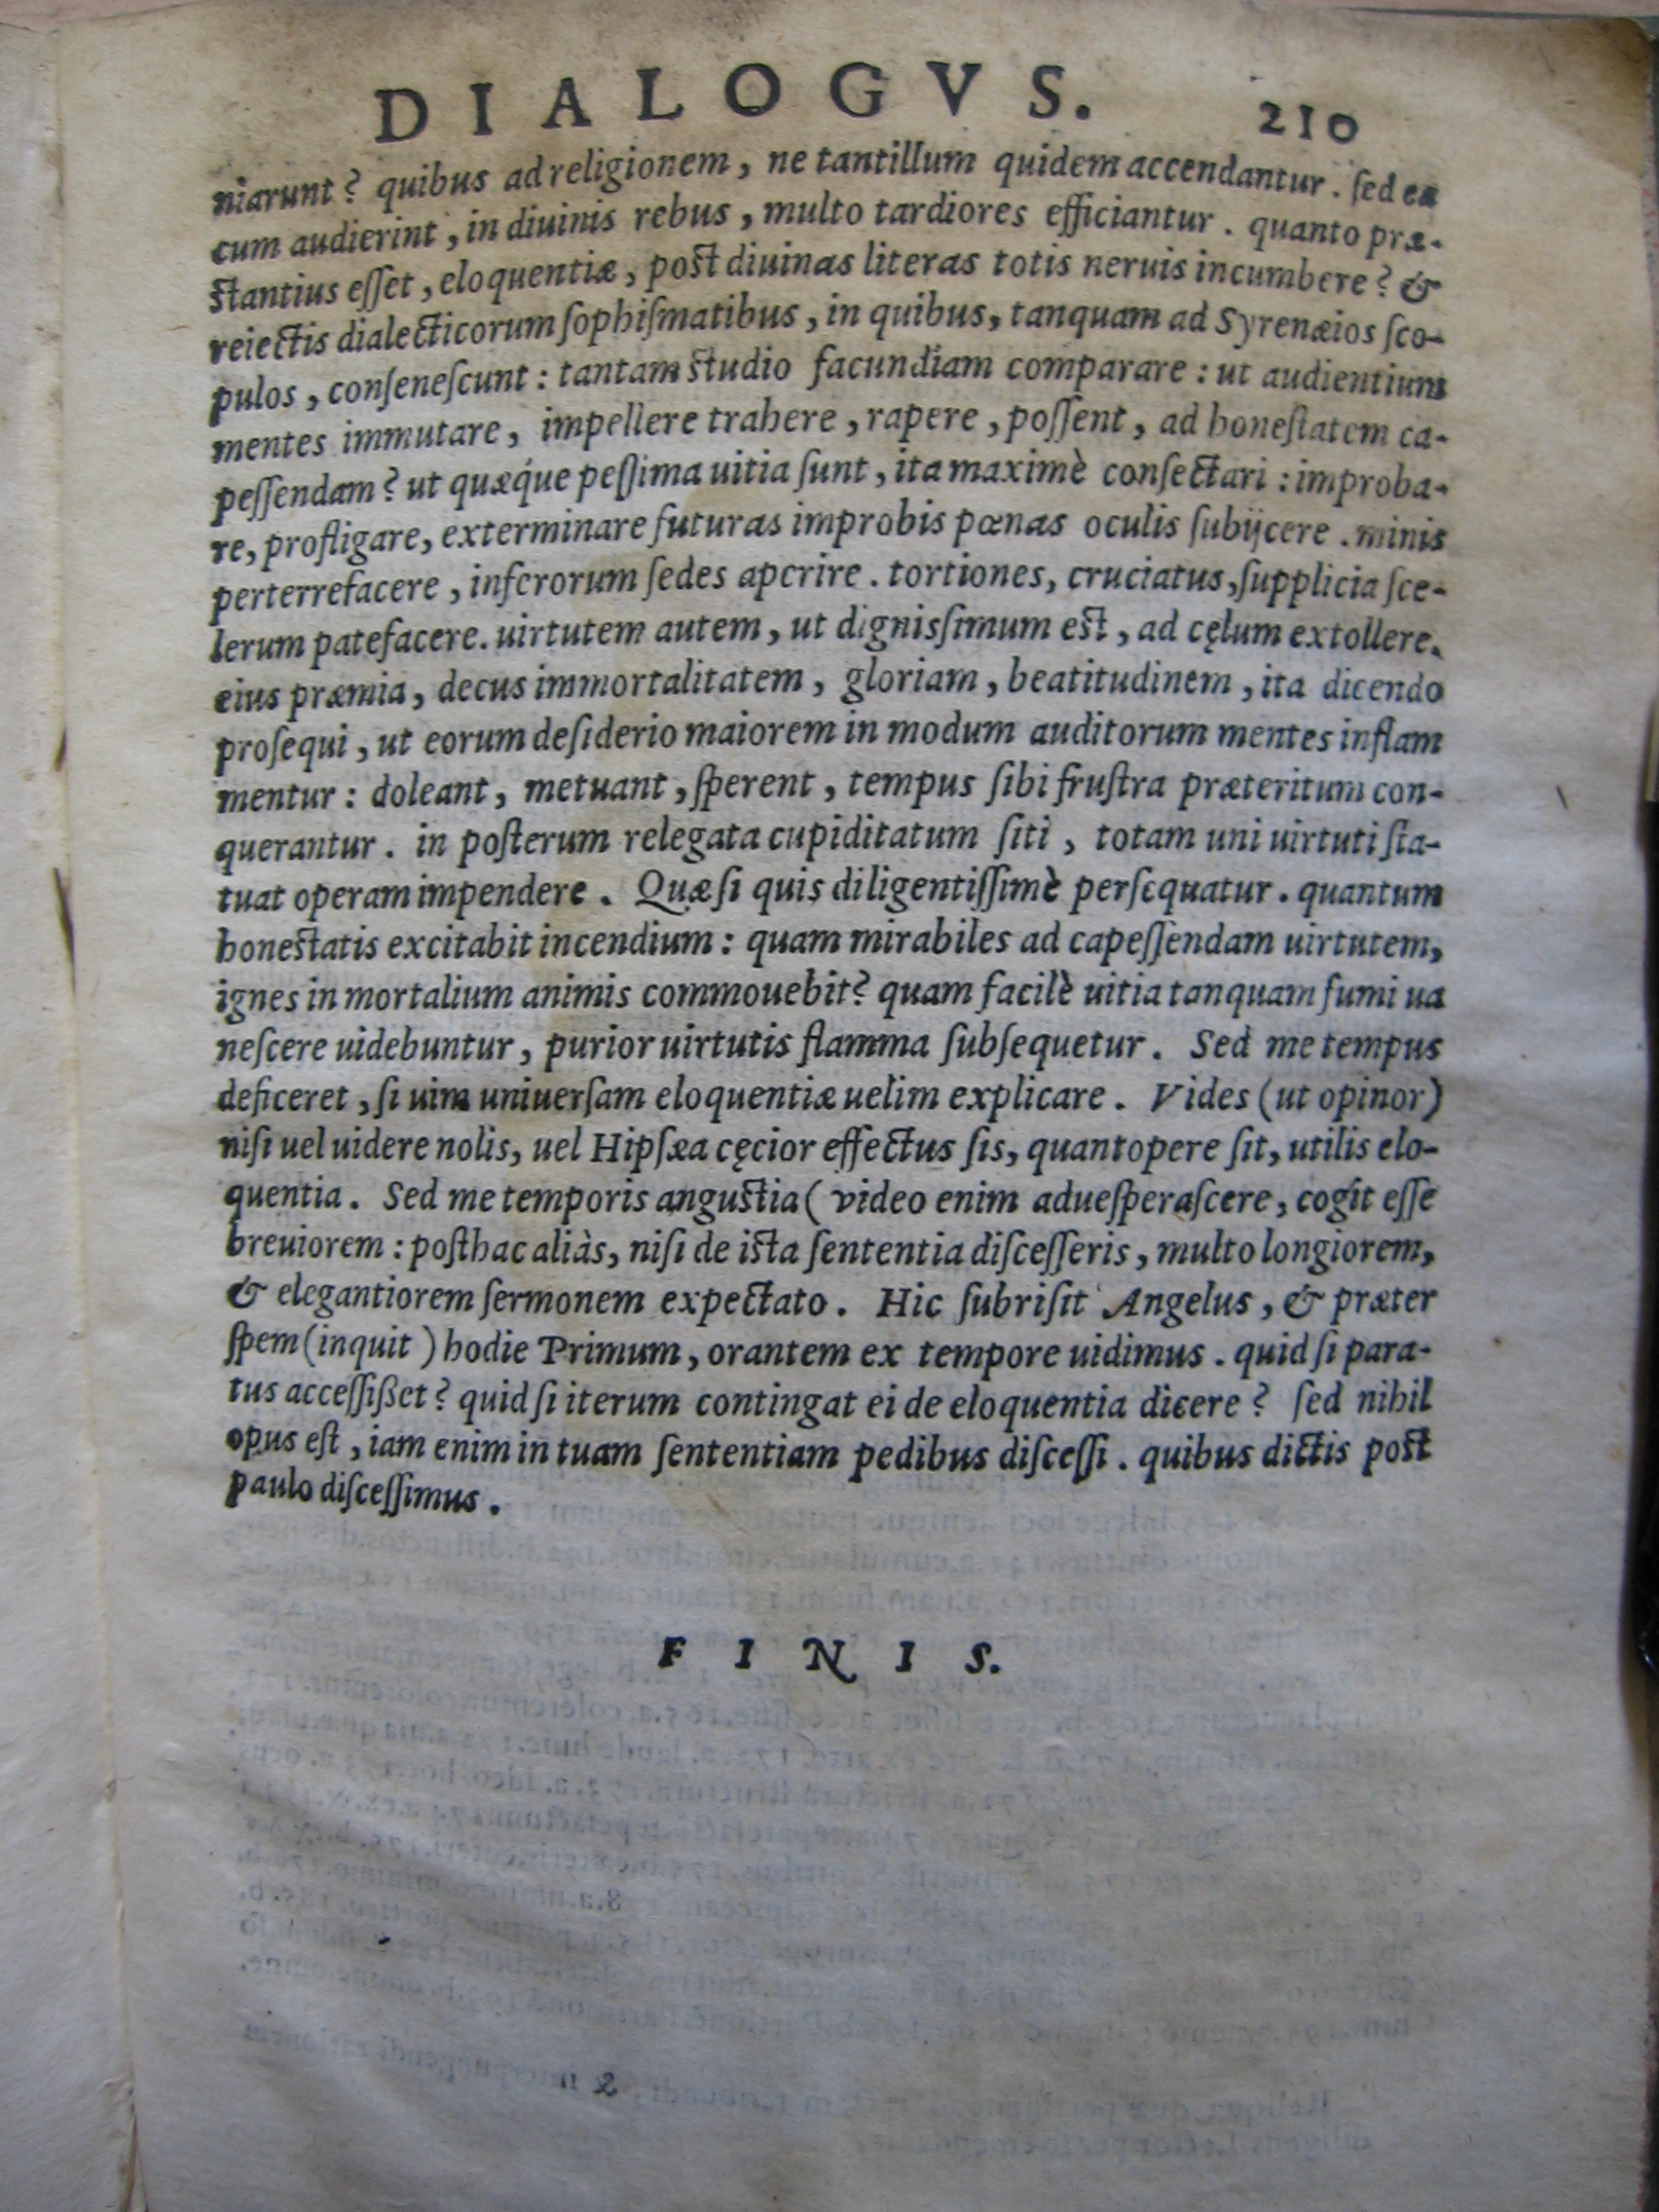 DIALOGVS. 210
niarunt? quibus ad religionem, ne tantillum quidem accendantur. ſed ea
cum audierint, in diuinis rebus, multo tardiores efficiantur. quanto præ-
ſtantius eſſet, eloquentiæ, poſt diuinas literas totis neruis incumbere? &
reiectis dialecticorum ſophiſmatibus, in quibus, tanquam ad Syrenæios ſco-
pulos, conſeneſcunt: tantam ſtudio facundiam comparare: ut audientium
mentes immutare, impellere trahere, rapere, poſſent, ad honeſtatem ca-
peſſendam? ut quæque peſſima uitia ſunt, ita maximè conſectari: improba-
re, profligare, exterminare futuras improbis pœnas oculis ſubijcere. minis
perterrefacere, inferorum ſedes aperire. tortiones, cruciatus, ſupplicia ſce-
lerum patefacere. uirtutem autem, ut digniſſimum eſt, ad cęlum extollere.
eius præmia, decus immortalitatem, gloriam, beatitudinem, ita dicendo
proſequi, ut eorum deſiderio maiorem in modum auditorum mentes inflam
mentur: doleant, metuant, ſperent, tempus ſibi fruſtra præteritum con-
querantur. in poſterum relegata cupiditatum ſiti, totam uni uirtuti ſta-
tuat operam impendere. Quæ ſi quis diligentiſſimè perſequatur. quantum
honeſtatis excitabit incendium: quam mirabiles ad capeſſendam uirtutem,
ignes in mortalium animis commouebit? quam facilè uitia tanquam fumi ua
neſcere uidebuntur, purior uirtutis flamma ſubſequetur. Sed me tempus
deficeret, ſi uim uniuerſam eloquentiæ uelim explicare. Vides (ut opinor)
niſi uel uidere nolis, uel Hipſæa cęcior effectus ſis, quantopere ſit, utilis elo-
quentia. Sed me temporis anguſtia ( video enim adueſperaſcere, cogit eſſe
breuiorem: poſthac aliàs, niſi de iſta ſententia diſceſſeris, multo longiorem,
& elegantiorem ſermonem expectato. Hic ſubriſit Angelus, & præter
ſpem (inquit) hodie Primum, orantem ex tempore uidimus. quid ſi para-
tus acceſſißet? quid ſi iterum contingat ei de eloquentia dicere? ſed nihil
opus eſt, iam enim in tuam ſententiam pedibus diſceſſi. quibus dictis poſt
paulo diſceſſimus.
FINIS.